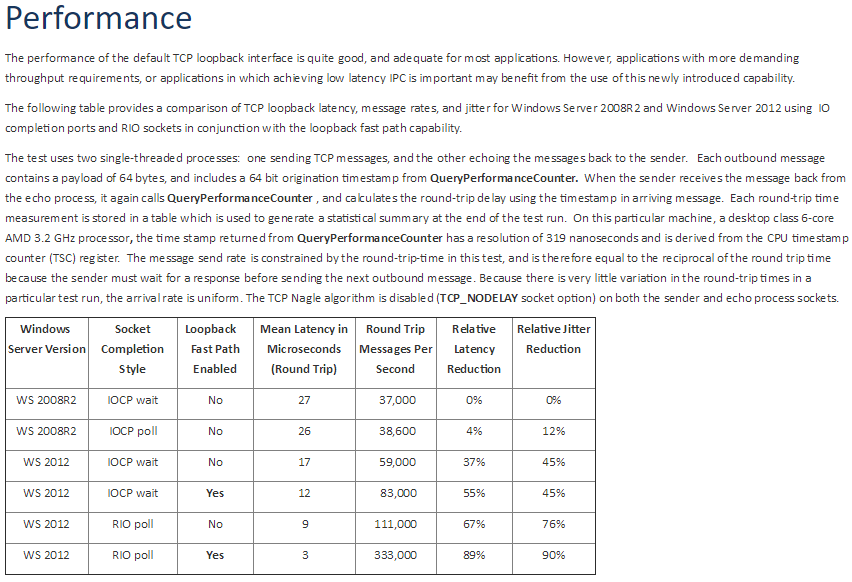 Performance
The performance of the default TCP loopback interface is quite good, and adequate for most applications. However, applications with more demanding
throughput requirements, or applications in which achieving low latency IPC is important may benefit from the use of this newly introduced capability.
The following table provides a comparison of TCP loopback latency, message rates, and jitter for Windows Server 2008R2 and Windows Server 2012 using IO
completion ports and RIO sockets in conjunction with the loopback fast path capability.
The test uses two single-threaded processes: one sending TCP messages, and the other echoing the messages back to the sender. Each outbound message
contains a payload of 64 bytes, and includes a 64 bit origination timestamp from QueryPerformanceCounter. When the sender receives the message back from
the echo process, it again calls QueryPerformanceCounter , and calculates the round-trip delay using the timestamp in arriving message. Each round-trip time
measurement is stored in a table which is used to generate a statistical summary at the end of the test run. On this particular machine, a desktop class 6-core
AMD 3.2 GHz processor, the time stamp returned from QueryPerformanceCounter has a resolution of 319 nanoseconds and is derived from the CPU timestamp
counter (TSC) register. The message send rate is constrained by the round-trip-time in this test, and is therefore equal to the reciprocal of the round trip time
because the sender must wait for a response before sending the next outbound message. Because there is very little variation in the round-trip times in a
particular test run, the arrival rate is uniform. The TCP Nagle algorithm is disabled (TCP_NODELAY socket option) on both the sender and echo process sockets.
Windows Socket Loopback Mean Latency in Round Trip Relative Relative Jitter
Server Version Completion Fast Path Microseconds Messages Per Latency Reduction
Style Enabled (Round Trip) Second Reduction
WS 2008R2 IOCP wait No 27 37,000 0% 0%
WS 2008R2 IOCP poll No 26 38,600 4% 12%
WS 2012 IOCP wait No 17 59,000 37% 45%
WS 2012 IOCP wait Yes 12 83,000 55% 45%
WS 2012 RIO poll No 9 111,000 67% 76%
WS 2012 RIO poll Yes 3 333,000 89% 90%